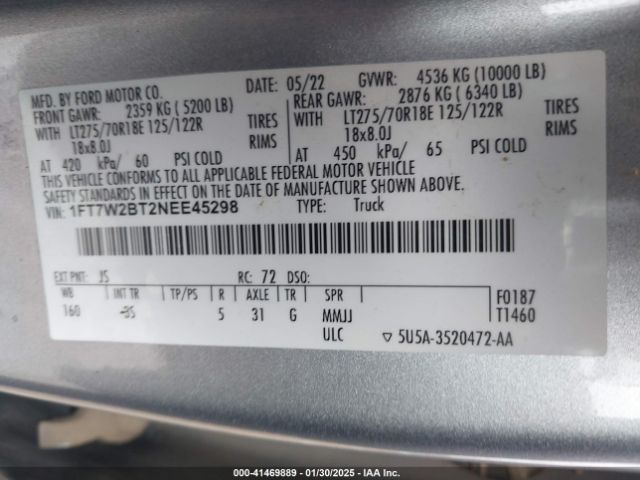 MFD. BY FORD MOTOR CO.
DATE: 05/22 GVWR: 4536 KG (10000 LB)
FRONT GAWR: 2359 KG ( 5200 LB)
REAR GAWR: 2876 KG ( 6340 LB)
WITH LT275/70R18E 125/122R
18x8.0J RIMS
WITH LT275/70R18E 125/122R
18x8.0J RIMS
AT 420 kPa/ 60 PSI COLD
AT 450 kPa/ 65 PSI COLD
THIS VEHICLE CONFORMS TO ALL APPLICABLE FEDERAL MOTOR VEHICLE
SAFETY STANDARDS IN EFFECT ON THE DATE OF MANUFACTURE SHOWN ABOVE.
VIN: 1FT7W2BT2NEE45298 TYPE: Truck
EXT PNT: JS RC: 72 DSO:
WB INT TR TP/PS R AXLE TR SPR
160 3S 5 31 G MMJJ
ULC
F0187
T1460
▽ 5U5A-3520472-AA
000-41469889 - 01/30/2025 - IAA Inc.